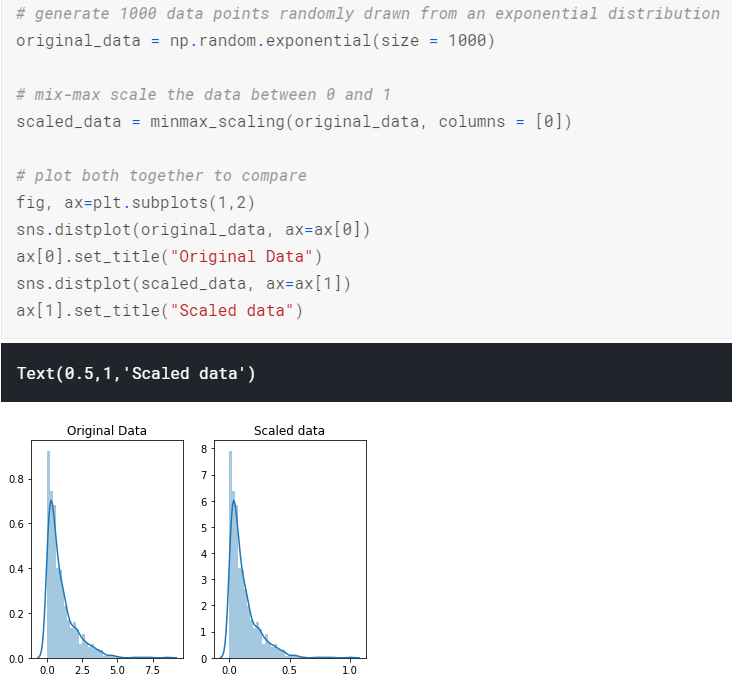 # generate 1000 data points randomly drawn from an exponential distribution
original_data = np.random.exponential(size = 1000)
# mix-max scale the data between 0 and 1
scaled_data = minmax_scaling(original_data, columns = [0])
# plot both together to compare
fig, ax=plt.subplots(1,2)
sns.distplot(original_data, ax=ax[0])
ax[0].set_title("Original Data")
sns.distplot(scaled_data, ax=ax[1])
ax[1].set_title("Scaled data")
Text(0.5,1,'Scaled data')
Original Data
0.8
0.6
0.4
0.2
0.0
0.0 2.5 5.0 7.5
Scaled data
8
7
6
5
4
3
2
1
0
0.0 0.5 1.0